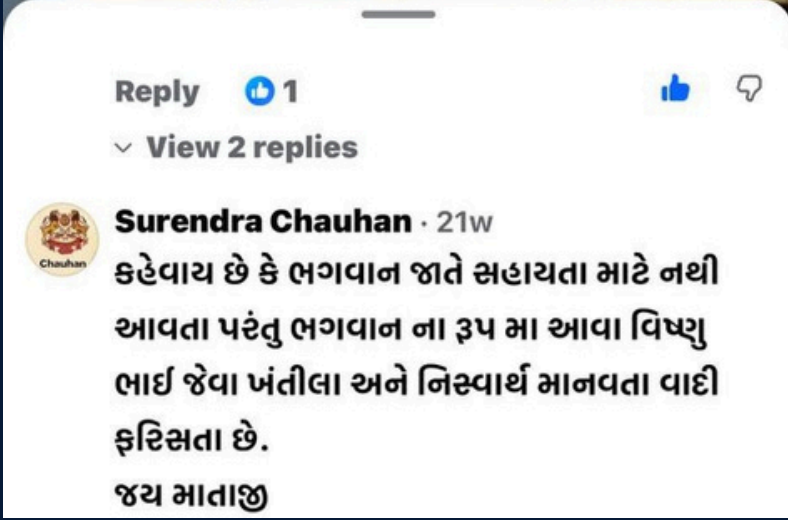 Reply 1
View 2 replies
Surendra Chauhan · 21w
Chauhan
કહેવાય છે કે ભગવાન જાતે સહાયતા માટે નથી
આવતા પરંતુ ભગવાન ના રૂપ મા આવા વિષ્ણુ
ભાઈ જેવા ખંતીલા અને નિસ્વાર્થ માનવતા વાદી
ફરિસતા છે.
જય માતાજી